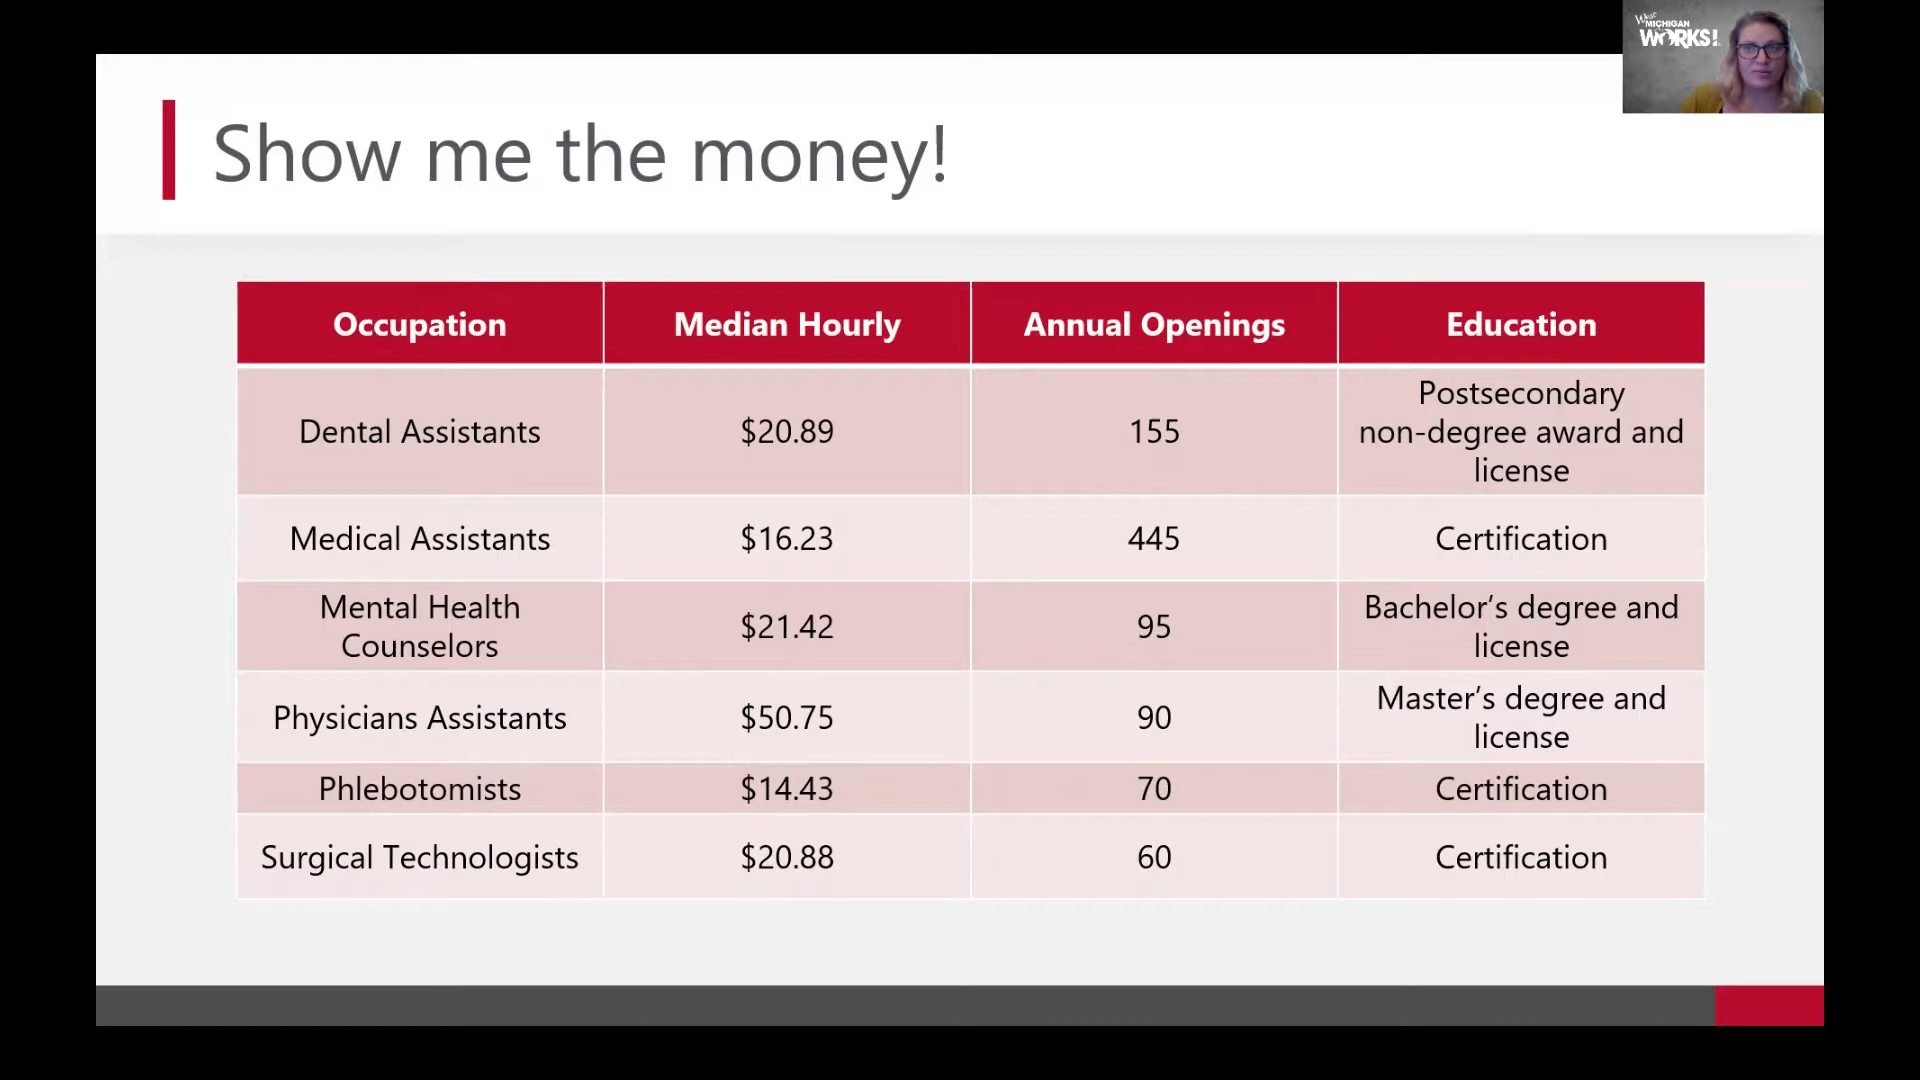 West
MICHIGAN
WORKS!
Show me the money!
Occupation
Median Hourly
Annual Openings
Education
Dental Assistants
$20.89
155
Postsecondary
non-degree award and
license
Medical Assistants
$16.23
445
Certification
Mental Health
Counselors
$21.42
95
Bachelor’s degree and
license
Physicians Assistants
$50.75
90
Master’s degree and
license
Phlebotomists
$14.43
70
Certification
Surgical Technologists
$20.88
60
Certification